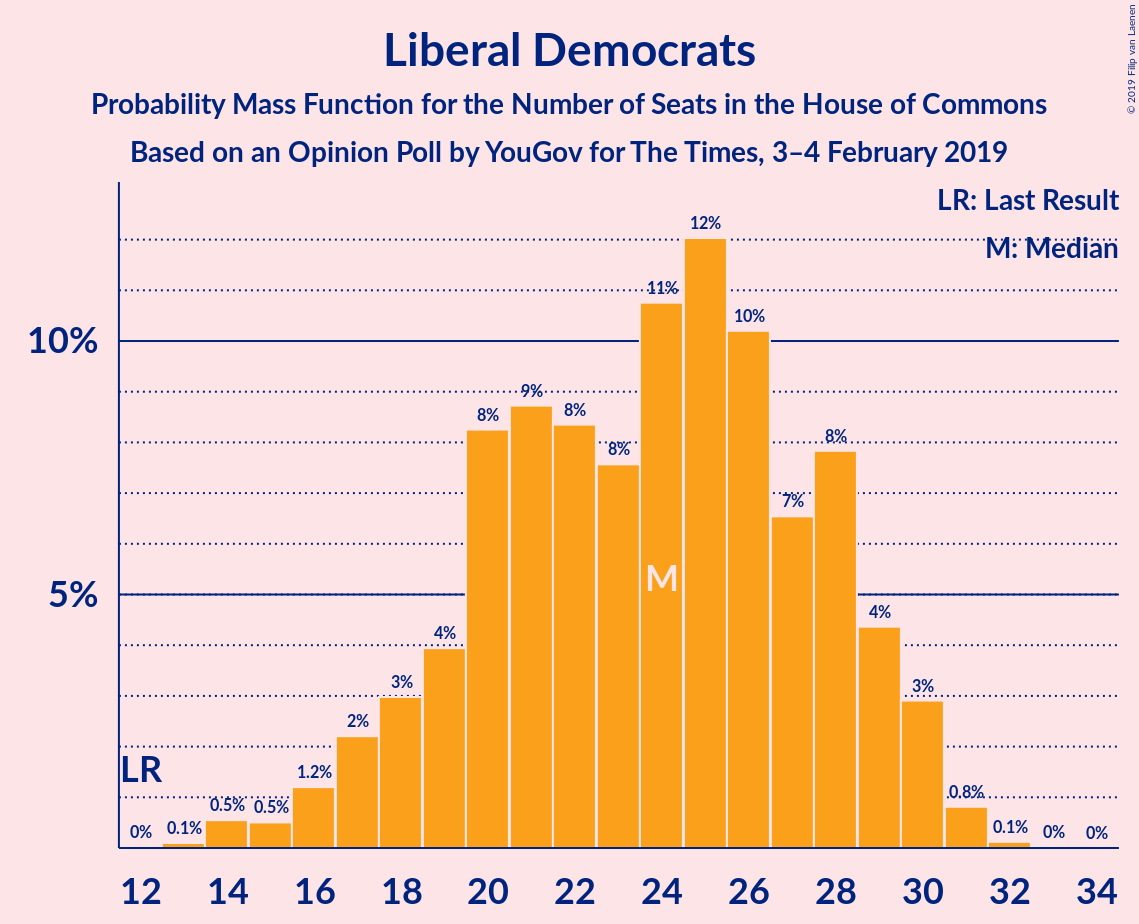 Liberal Democrats
Probability Mass Function for the Number of Seats in the House of Commons
Based on an Opinion Poll by YouGov for The Times, 3–4 February 2019
© 2019 Filip van Laenen
LR: Last Result
M: Median
10%
5%
LR
0%
0.1%
0.5%
0.5%
1.2%
2%
3%
4%
8%
9%
8%
8%
11%
12%
10%
7%
8%
4%
3%
0.8%
0.1%
0%
0%
M
12 14 16 18 20 22 24 26 28 30 32 34